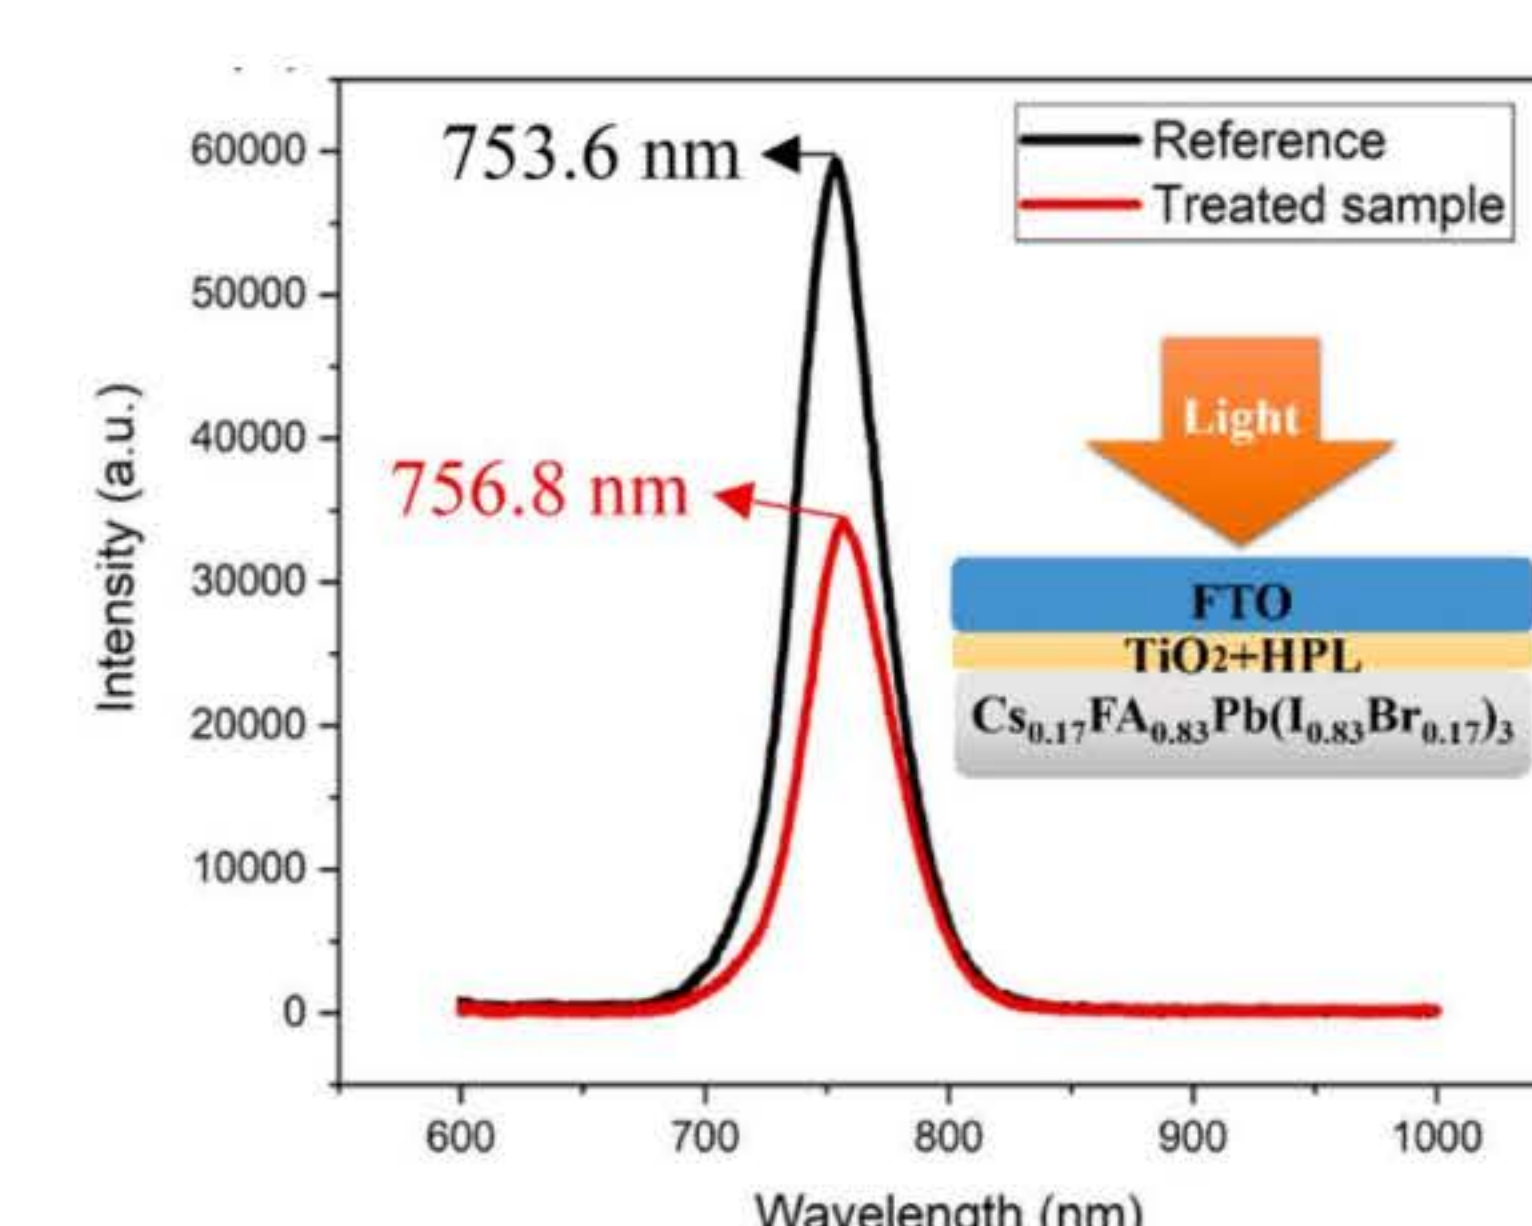 60000
50000
40000
30000
20000
10000
0
Intensity (a.u.)
753.6 nm
756.8 nm
Reference
Treated sample
Light
FTO
TiO₂+HPL
Cs₀.₁₇FA₀.₈₃Pb(I₀.₈₃Br₀.₁₇)₃
600 700 800 900 1000
Wavelength (nm)